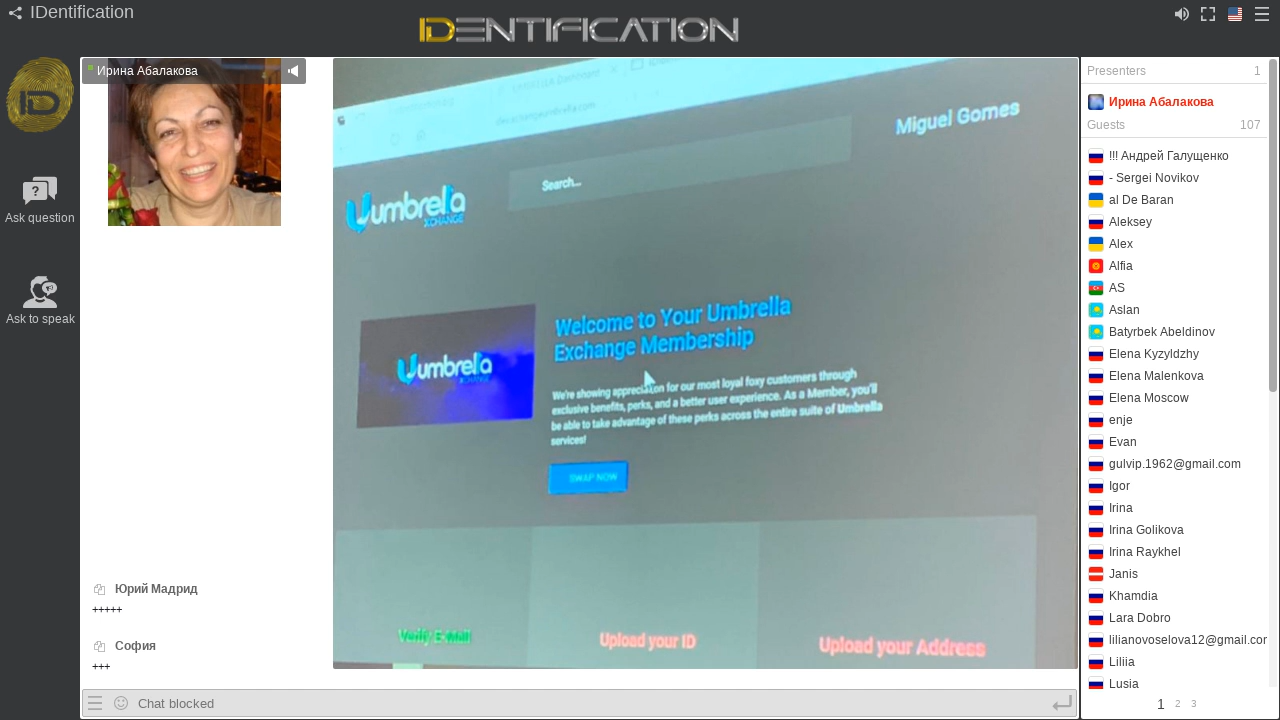 IDentification
IDENTIFICATION
Ирина Абалакова
ID
Ask question
Ask to speak
Miguel Gomes
Search...
Umbrella
XCHANGE
Umbrella
Welcome to Your Umbrella
Exchange Membership
We're showing appreciation for our most loyal foxy customers through
exclusive benefits, perks, and a better user experience. As a Member, you'll
be able to take advantage of these perks across the entire suite of Umbrella
services!
SWAP NOW
Verify E-Mail
Upload your ID
Upload your Address
Юрий Мадрид
+++++
София
+++
Chat blocked
Presenters 1
Ирина Абалакова
Guests 107
!!! Андрей Галущенко
- Sergei Novikov
al De Baran
Aleksey
Alex
Alfia
AS
Aslan
Batyrbek Abeldinov
Elena Kyzylozhy
Elena Malenkova
Elena Moscow
enje
Evan
gulvip.1962@gmail.com
Igor
Irina
Irina Golikova
Irina Raykhel
Janis
Khamdia
Lara Dobro
lilianovoselova12@gmail.com
Liliia
Lusia
1 2 3